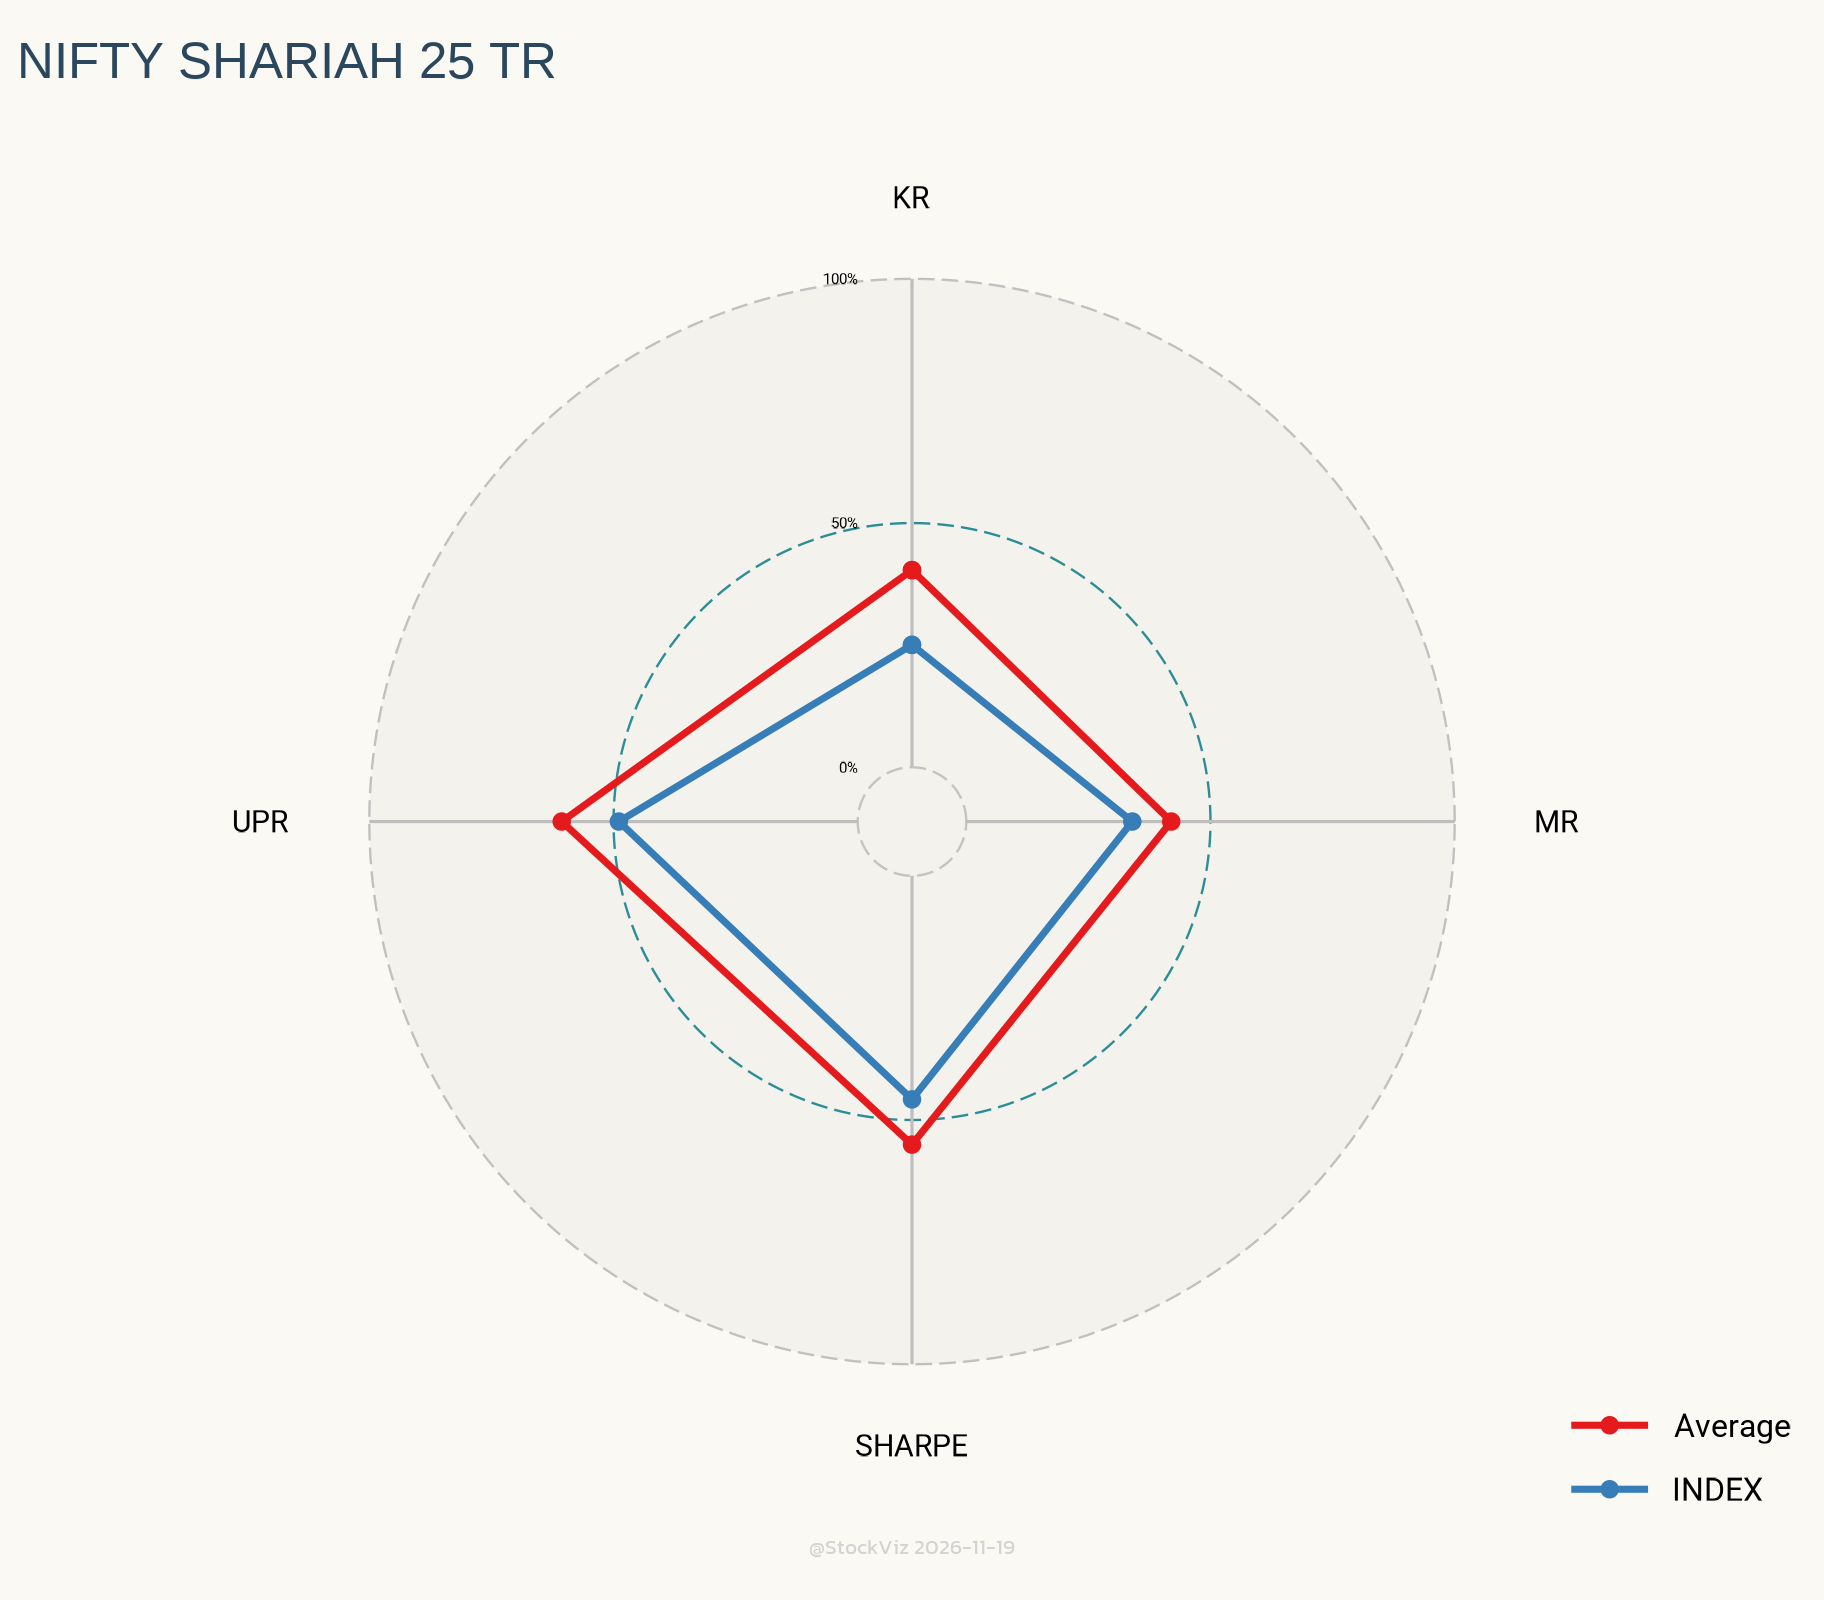 NIFTY SHARIAH 25 TR
KR
100%
50%
0%
UPR
MR
SHARPE
Average
INDEX
@StockViz 2026-11-19